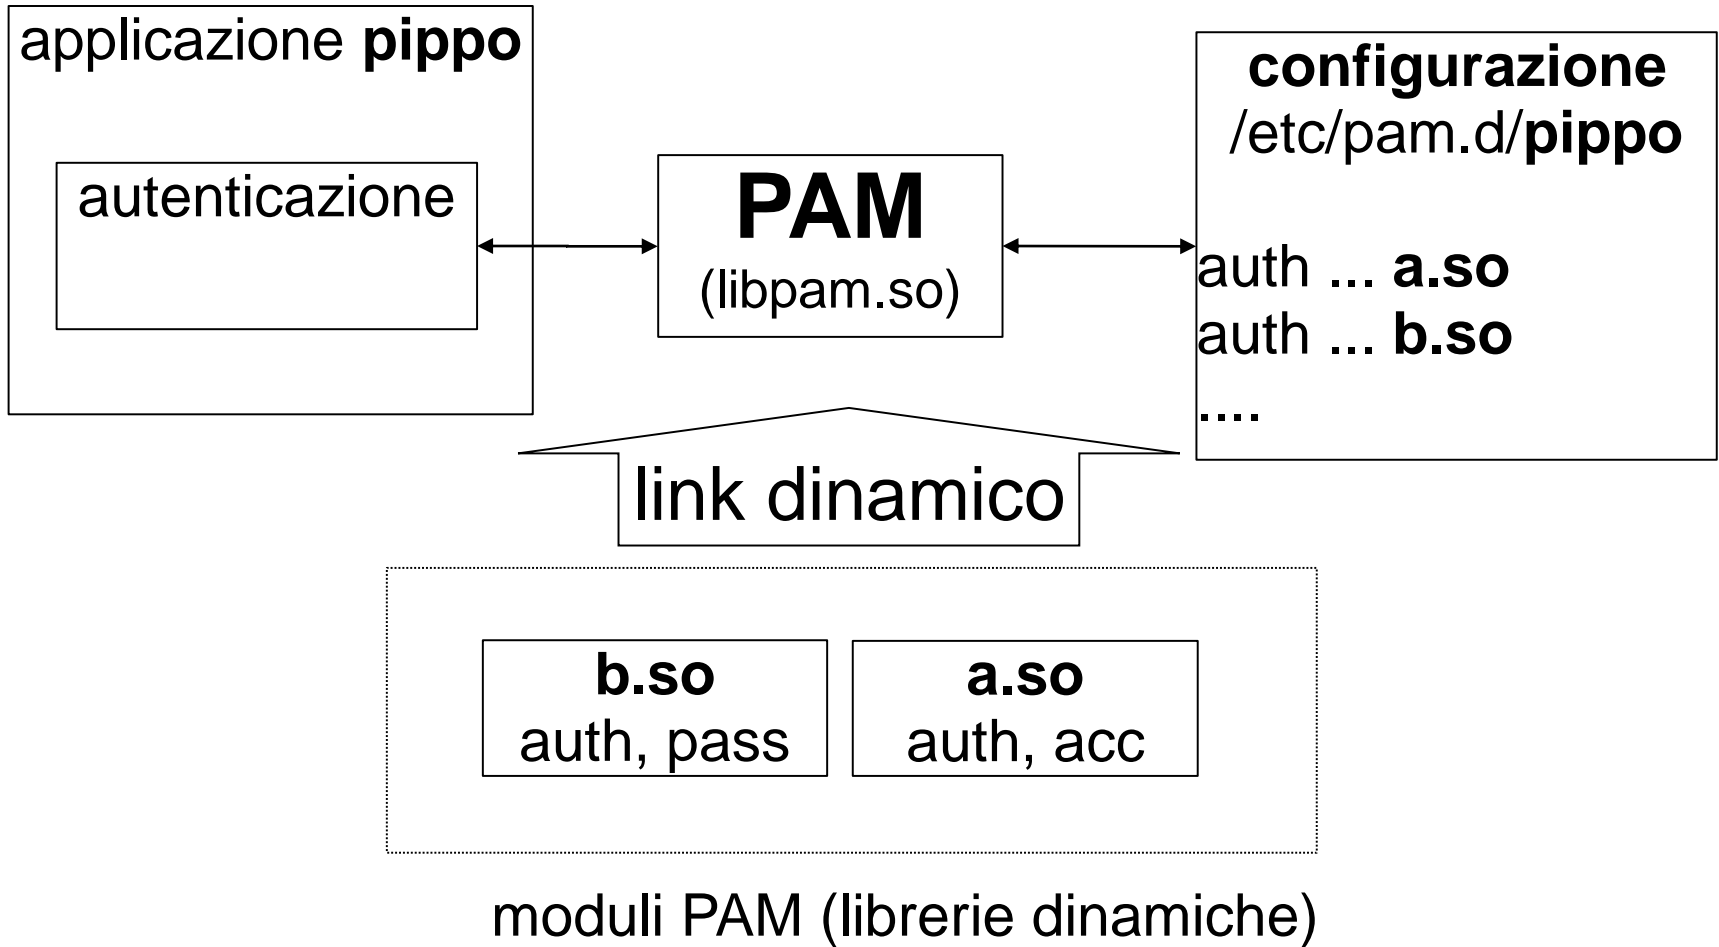 applicazione pippo
autenticazione
PAM
(libpam.so)
configurazione
/etc/pam.d/pippo
auth ... a.so
auth ... b.so
....
link dinamico
b.so
auth, pass
a.so
auth, acc
moduli PAM (librerie dinamiche)